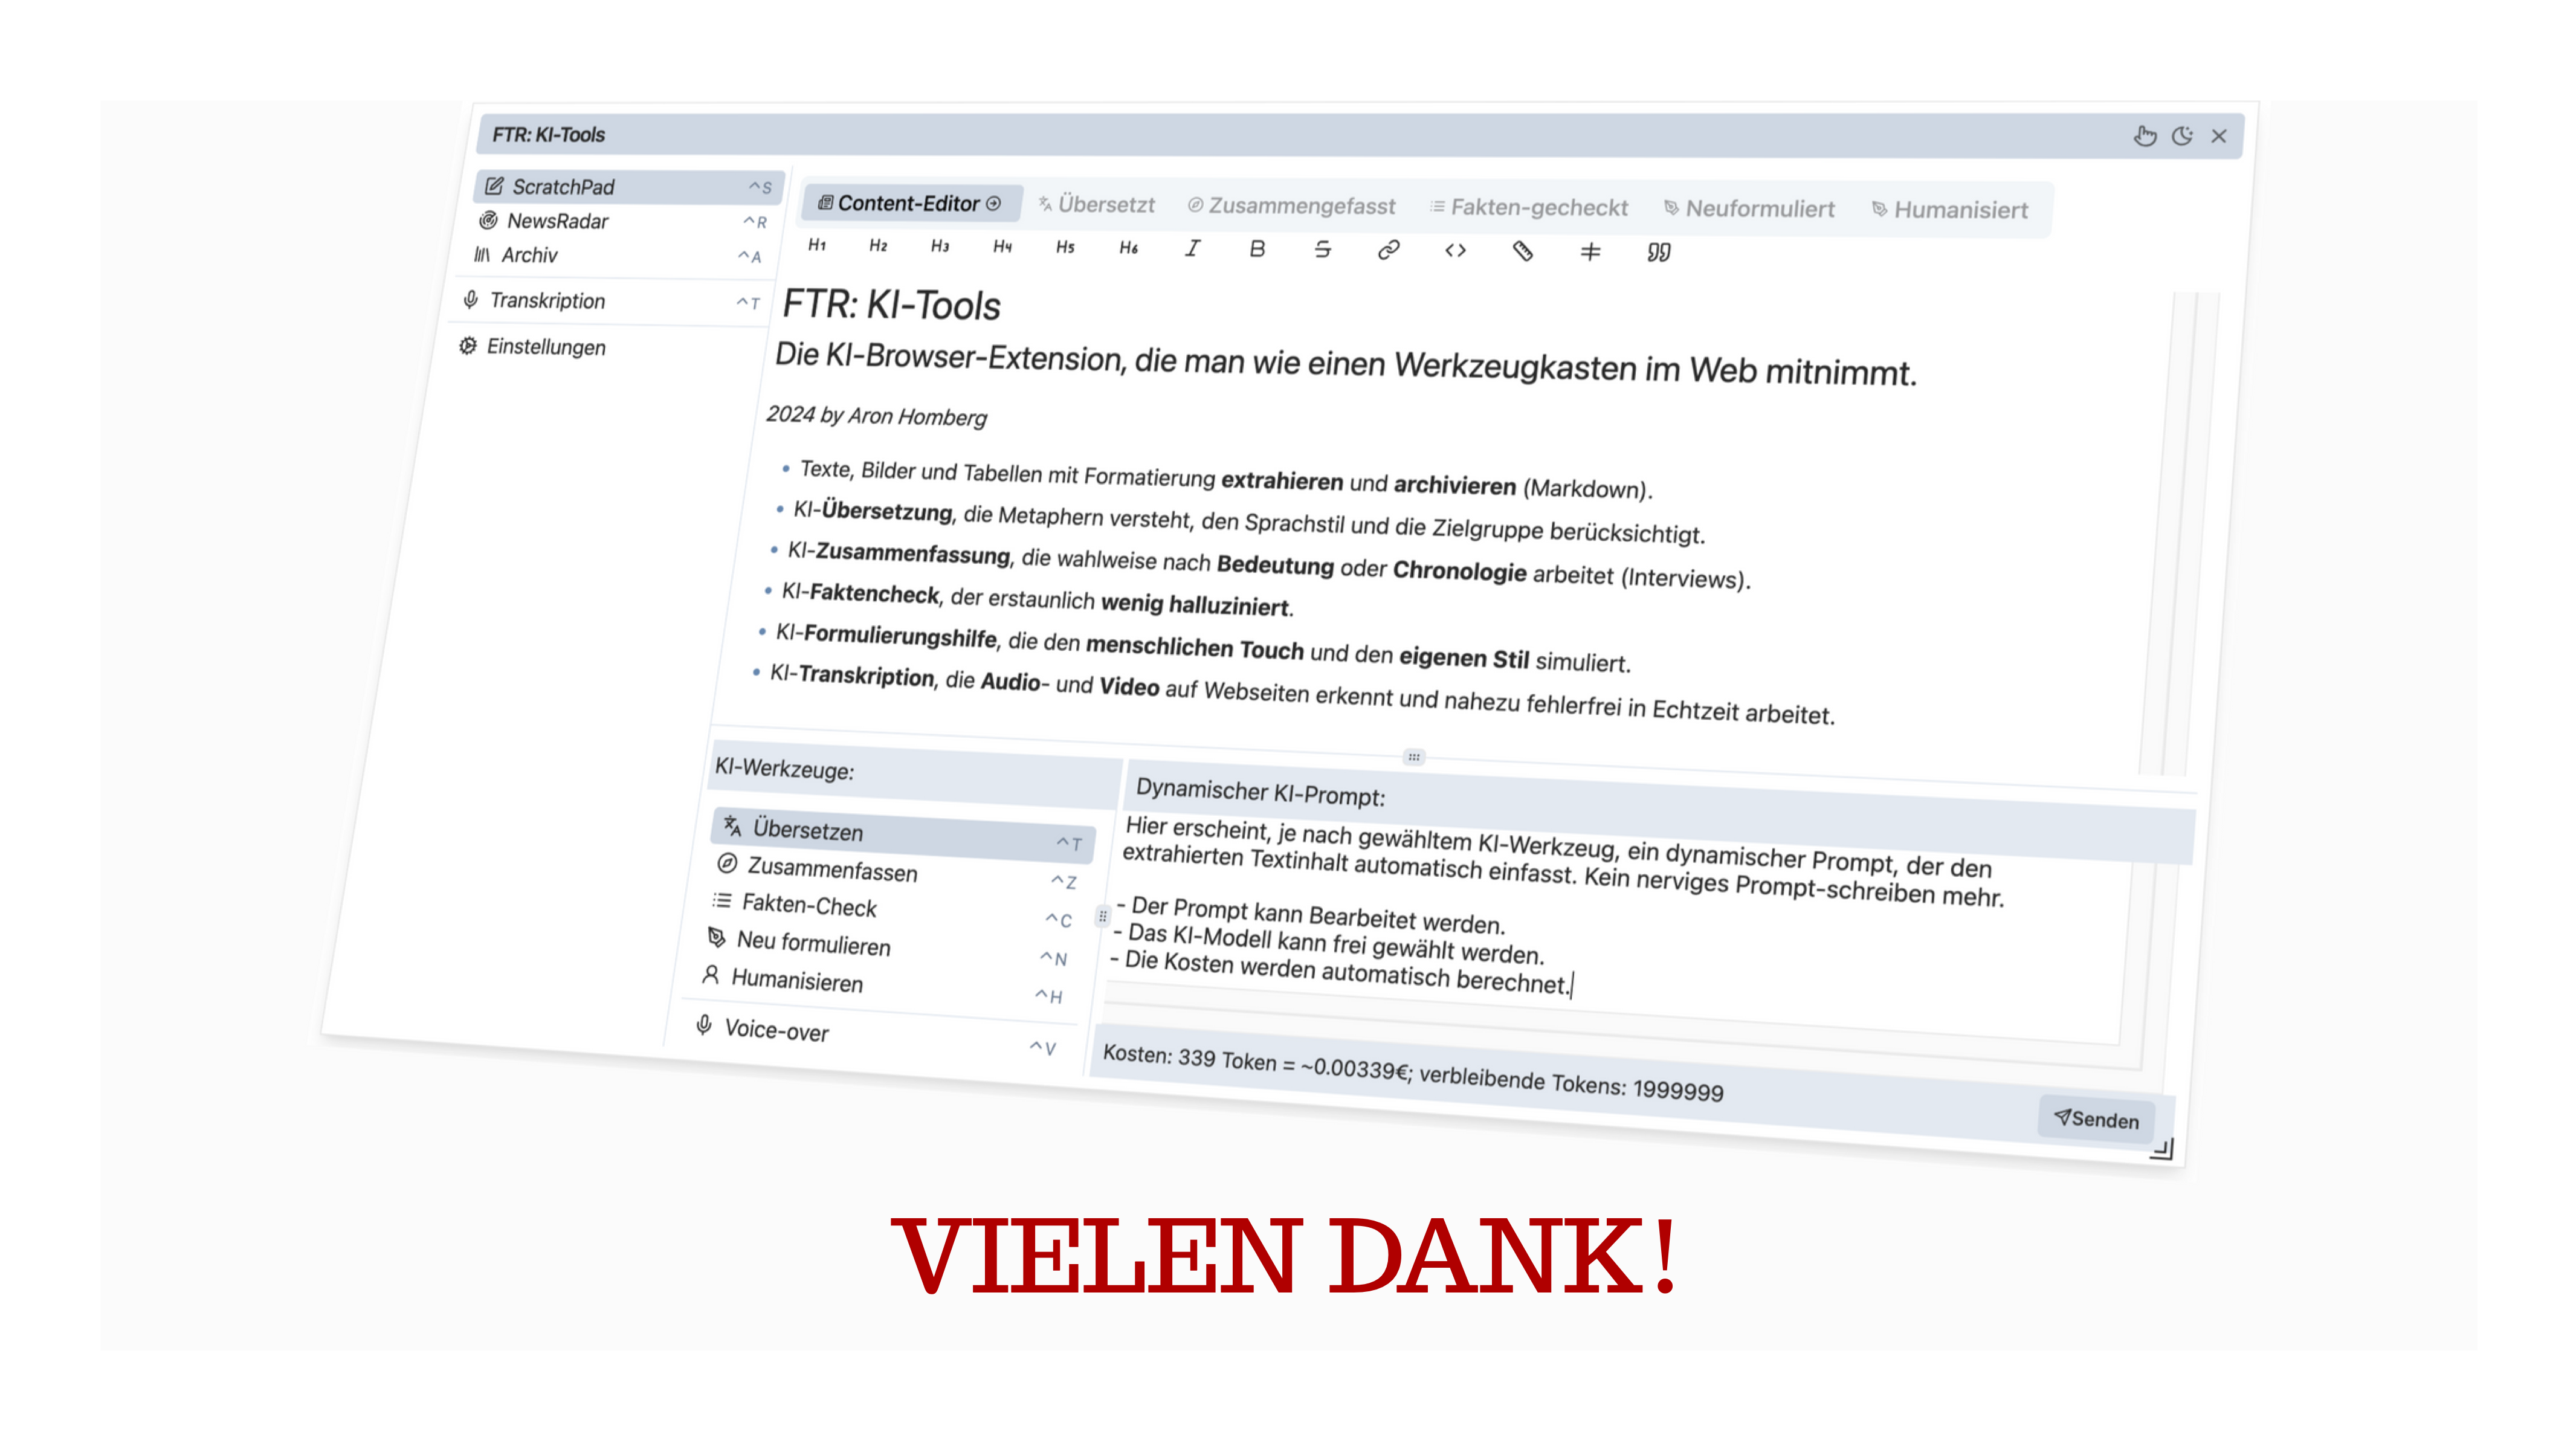 FTR: KI-Tools
ScratchPad ^S
NewsRadar ^R
Archiv ^A
Transkription ^T
Einstellungen
Content-Editor
Übersetzt
Zusammengefasst
Fakten-gecheckt
Neuformuliert
Humanisiert
H1 H2 H3 H4 H5 H6 I B S
FTR: KI-Tools
Die KI-Browser-Extension, die man wie einen Werkzeugkasten im Web mitnimmt.
2024 by Aron Homberg
• Texte, Bilder und Tabellen mit Formatierung extrahieren und archivieren (Markdown).
• KI-Übersetzung, die Metaphern versteht, den Sprachstil und die Zielgruppe berücksichtigt.
• KI-Zusammenfassung, die wahlweise nach Bedeutung oder Chronologie arbeitet (Interviews).
• KI-Faktencheck, der erstaunlich wenig halluziniert.
• KI-Formulierungshilfe, die den menschlichen Touch und den eigenen Stil simuliert.
• KI-Transkription, die Audio- und Video auf Webseiten erkennt und nahezu fehlerfrei in Echtzeit arbeitet.
KI-Werkzeuge:
Übersetzen ^T
Zusammenfassen ^Z
Fakten-Check ^C
Neu formulieren ^N
Humanisieren ^H
Voice-over ^V
Dynamischer KI-Prompt:
Hier erscheint, je nach gewähltem KI-Werkzeug, ein dynamischer Prompt, der den
extrahierten Textinhalt automatisch einfasst. Kein nerviges Prompt-schreiben mehr.
- Der Prompt kann Bearbeitet werden.
- Das KI-Modell kann frei gewählt werden.
- Die Kosten werden automatisch berechnet.
Kosten: 339 Token = ~0.00339€; verbleibende Tokens: 1999999
Senden
VIELEN DANK!